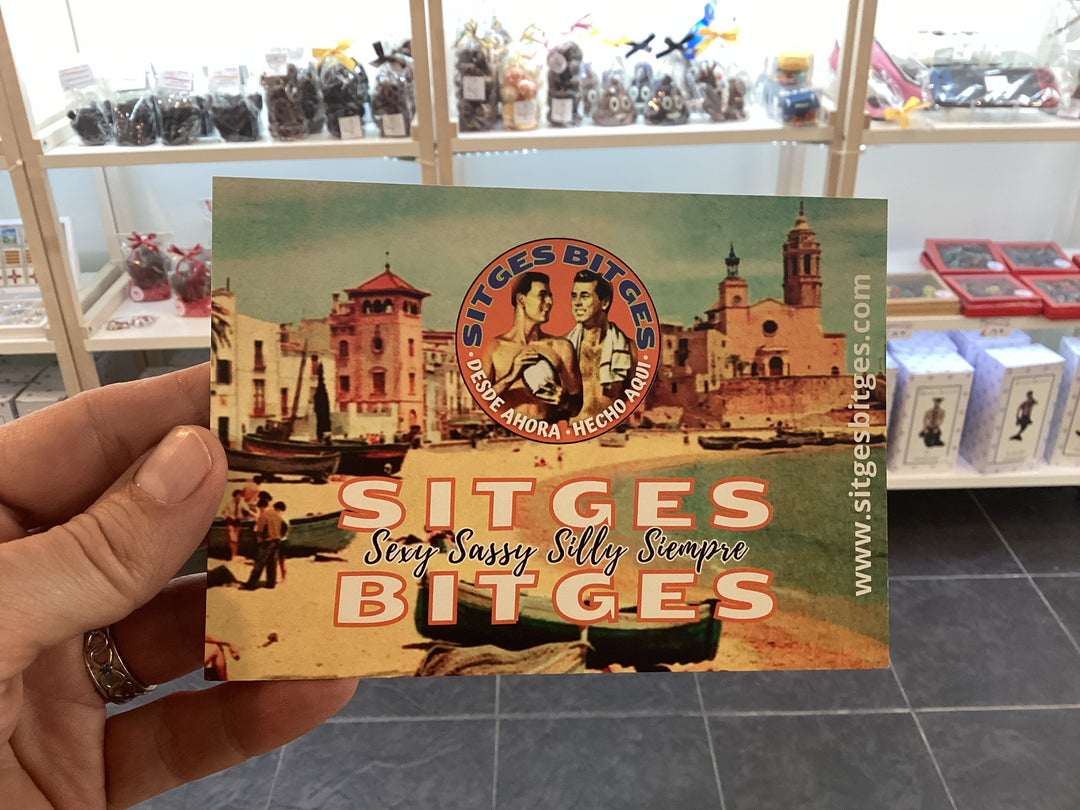 SITGES BITGES
· DESDE AHORA · HECHO AQUI ·
SITGES
Sexy Sassy Silly Siempre
BITGES
www.sitgesbitges.com